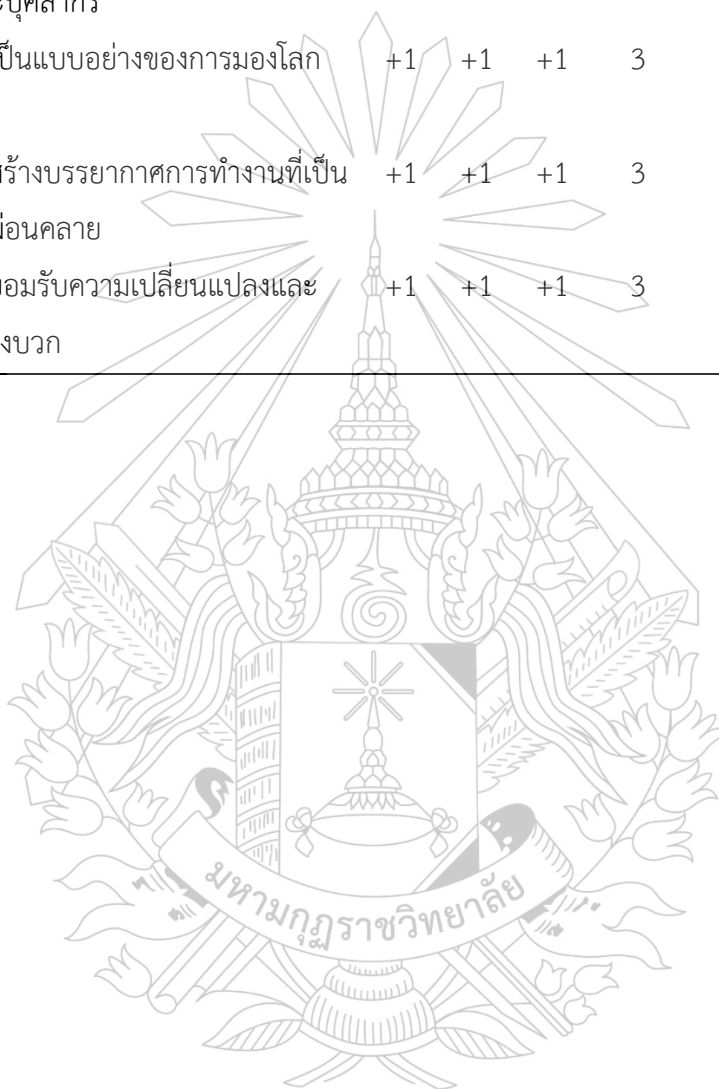 ะบุคลากร
เป็นแบบอย่างของการมองโลก +1 +1 +1 3
สร้างบรรยากาศการทำงานที่เป็น +1 +1 +1 3
ผ่อนคลาย
ยอมรับความเปลี่ยนแปลงและ +1 +1 +1 3
งบวก
มหามกุฏราชวิทยาลัย